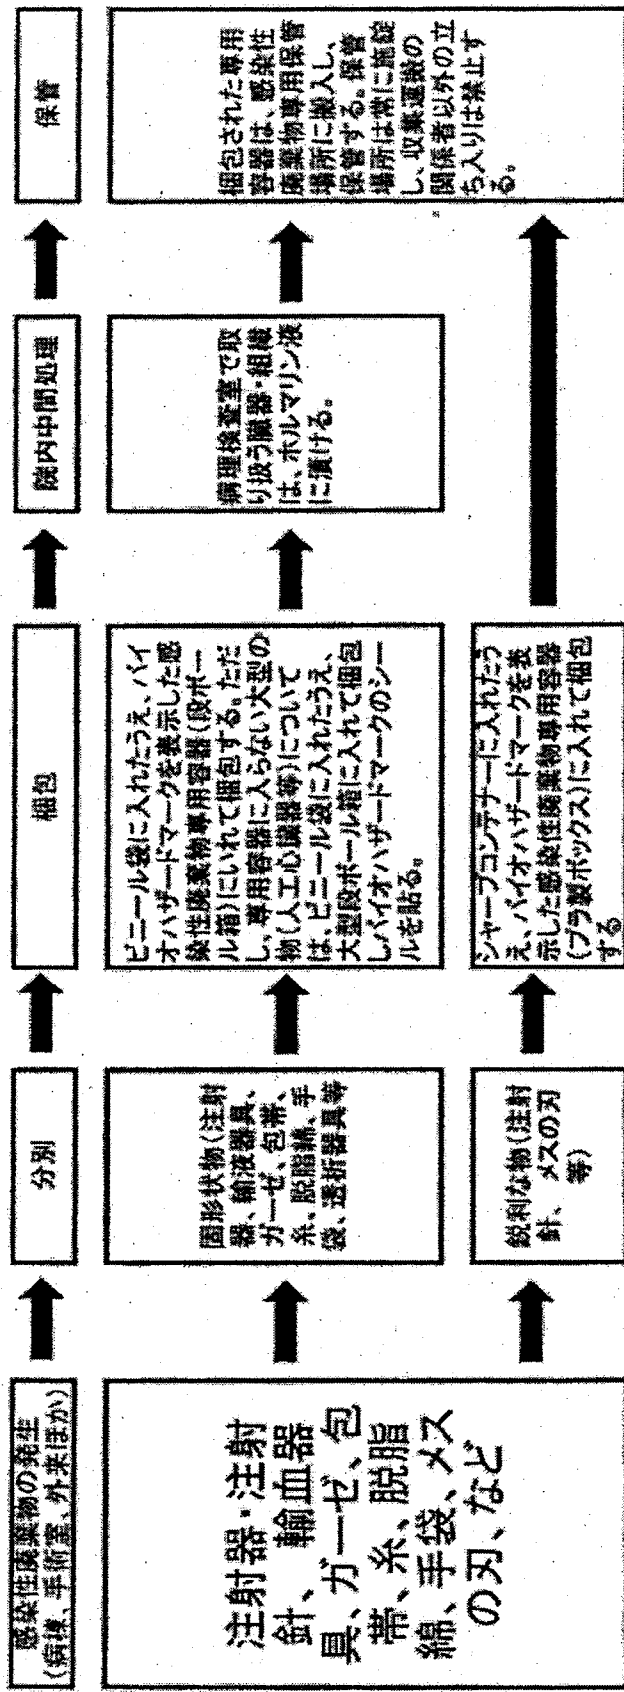 感染性廃棄物の発生
(病棟、手術室、外来ほか)
分別
梱包
院内中間処理
保管
注射器・注射
針、輸血器
具、ガーゼ、包
帯、糸、脱脂
綿、手袋、メス
の刃、など
固形状物(注射
器、輸液器具、
ガーゼ、包帯、
糸、脱脂綿、手
袋、透析器具等
ビニール袋に入れたうえ、バイ
オハザードマークを表示した感
染性廃棄物専用容器(段ボー
ル箱)にいれて梱包する。ただ
し、専用容器に入らない大型の
物(人工心臓器等)について
は、ビニール袋に入れたうえ、
大型段ボール箱に入れて梱包
しバイオハザードマークのシー
ルを貼る。
病理検査室で取
り扱う臓器・組織
は、ホルマリン液
に漬ける。
梱包された専用
容器は、感染性
廃棄物専用保管
場所に搬入し、
保管する。保管
場所は常に施錠
し、収集運搬の
関係者以外の立
ち入りは禁止す
る。
鋭利な物(注射
針、メスの刃
等)
シャープコンテナーに入れたう
え、バイオハザードマークを表
示した感染性廃棄物専用容器
(プラ製ボックス)に入れて梱包
する